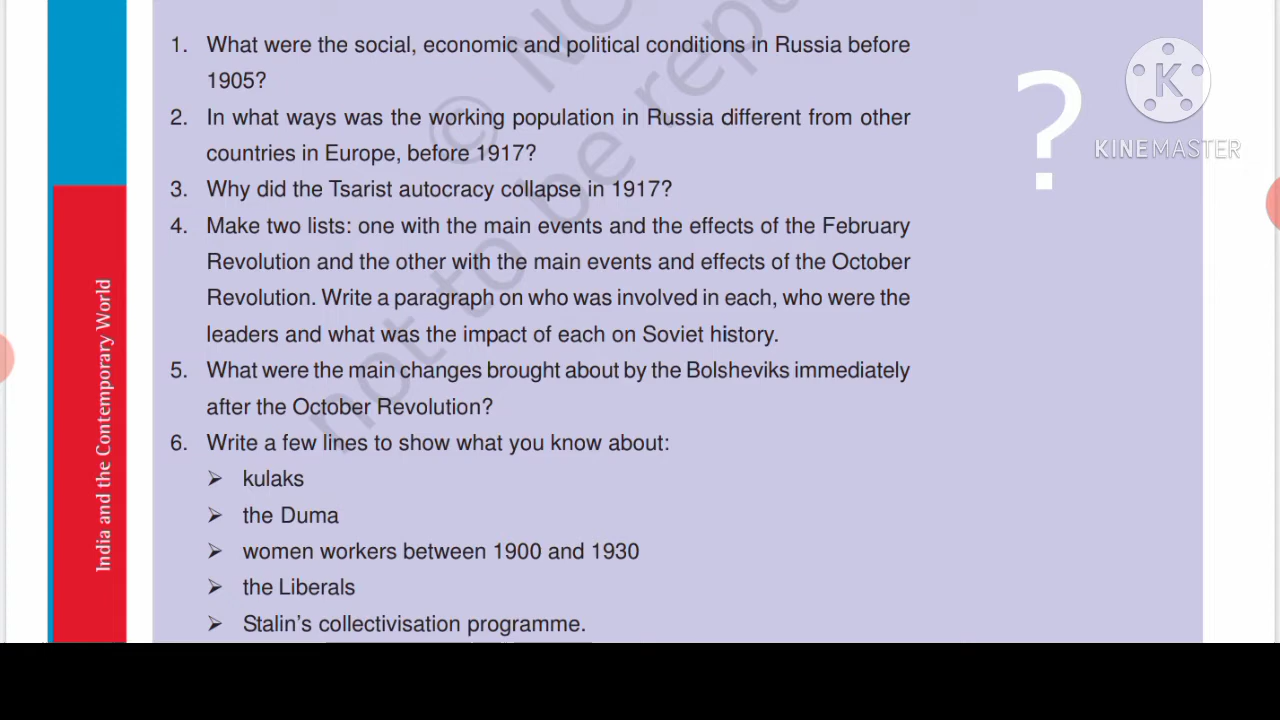 1. What were the social, economic and political conditions in Russia before
1905?
2. In what ways was the working population in Russia different from other
countries in Europe, before 1917?
3. Why did the Tsarist autocracy collapse in 1917?
4. Make two lists: one with the main events and the effects of the February
Revolution and the other with the main events and effects of the October
Revolution. Write a paragraph on who was involved in each, who were the
leaders and what was the impact of each on Soviet history.
5. What were the main changes brought about by the Bolsheviks immediately
after the October Revolution?
6. Write a few lines to show what you know about:
➢ kulaks
➢ the Duma
➢ women workers between 1900 and 1930
➢ the Liberals
➢ Stalin's collectivisation programme.
?
K
KINEMASTER
India and the Contemporary World
not to be